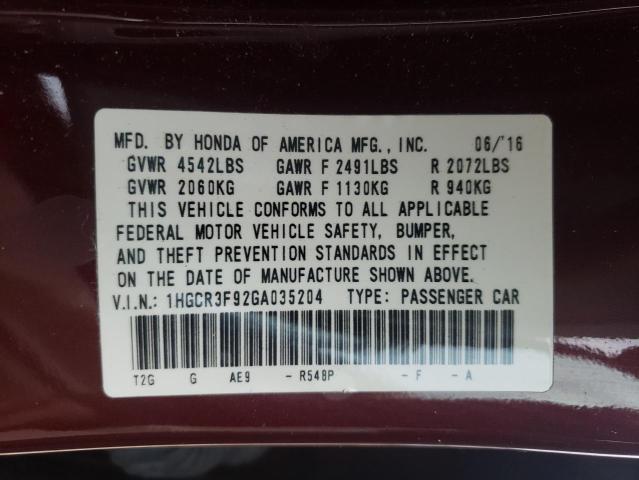 MFD. BY HONDA OF AMERICA MFG., INC. 06/'16
GVWR 4542LBS GAWR F 2491LBS R 2072LBS
GVWR 2060KG GAWR F 1130KG R 940KG
THIS VEHICLE CONFORMS TO ALL APPLICABLE
FEDERAL MOTOR VEHICLE SAFETY, BUMPER,
AND THEFT PREVENTION STANDARDS IN EFFECT
ON THE DATE OF MANUFACTURE SHOWN ABOVE.
V.I.N.: 1HGCR3F92GA035204 TYPE: PASSENGER CAR
T2G G AE9 - R548P - F - A